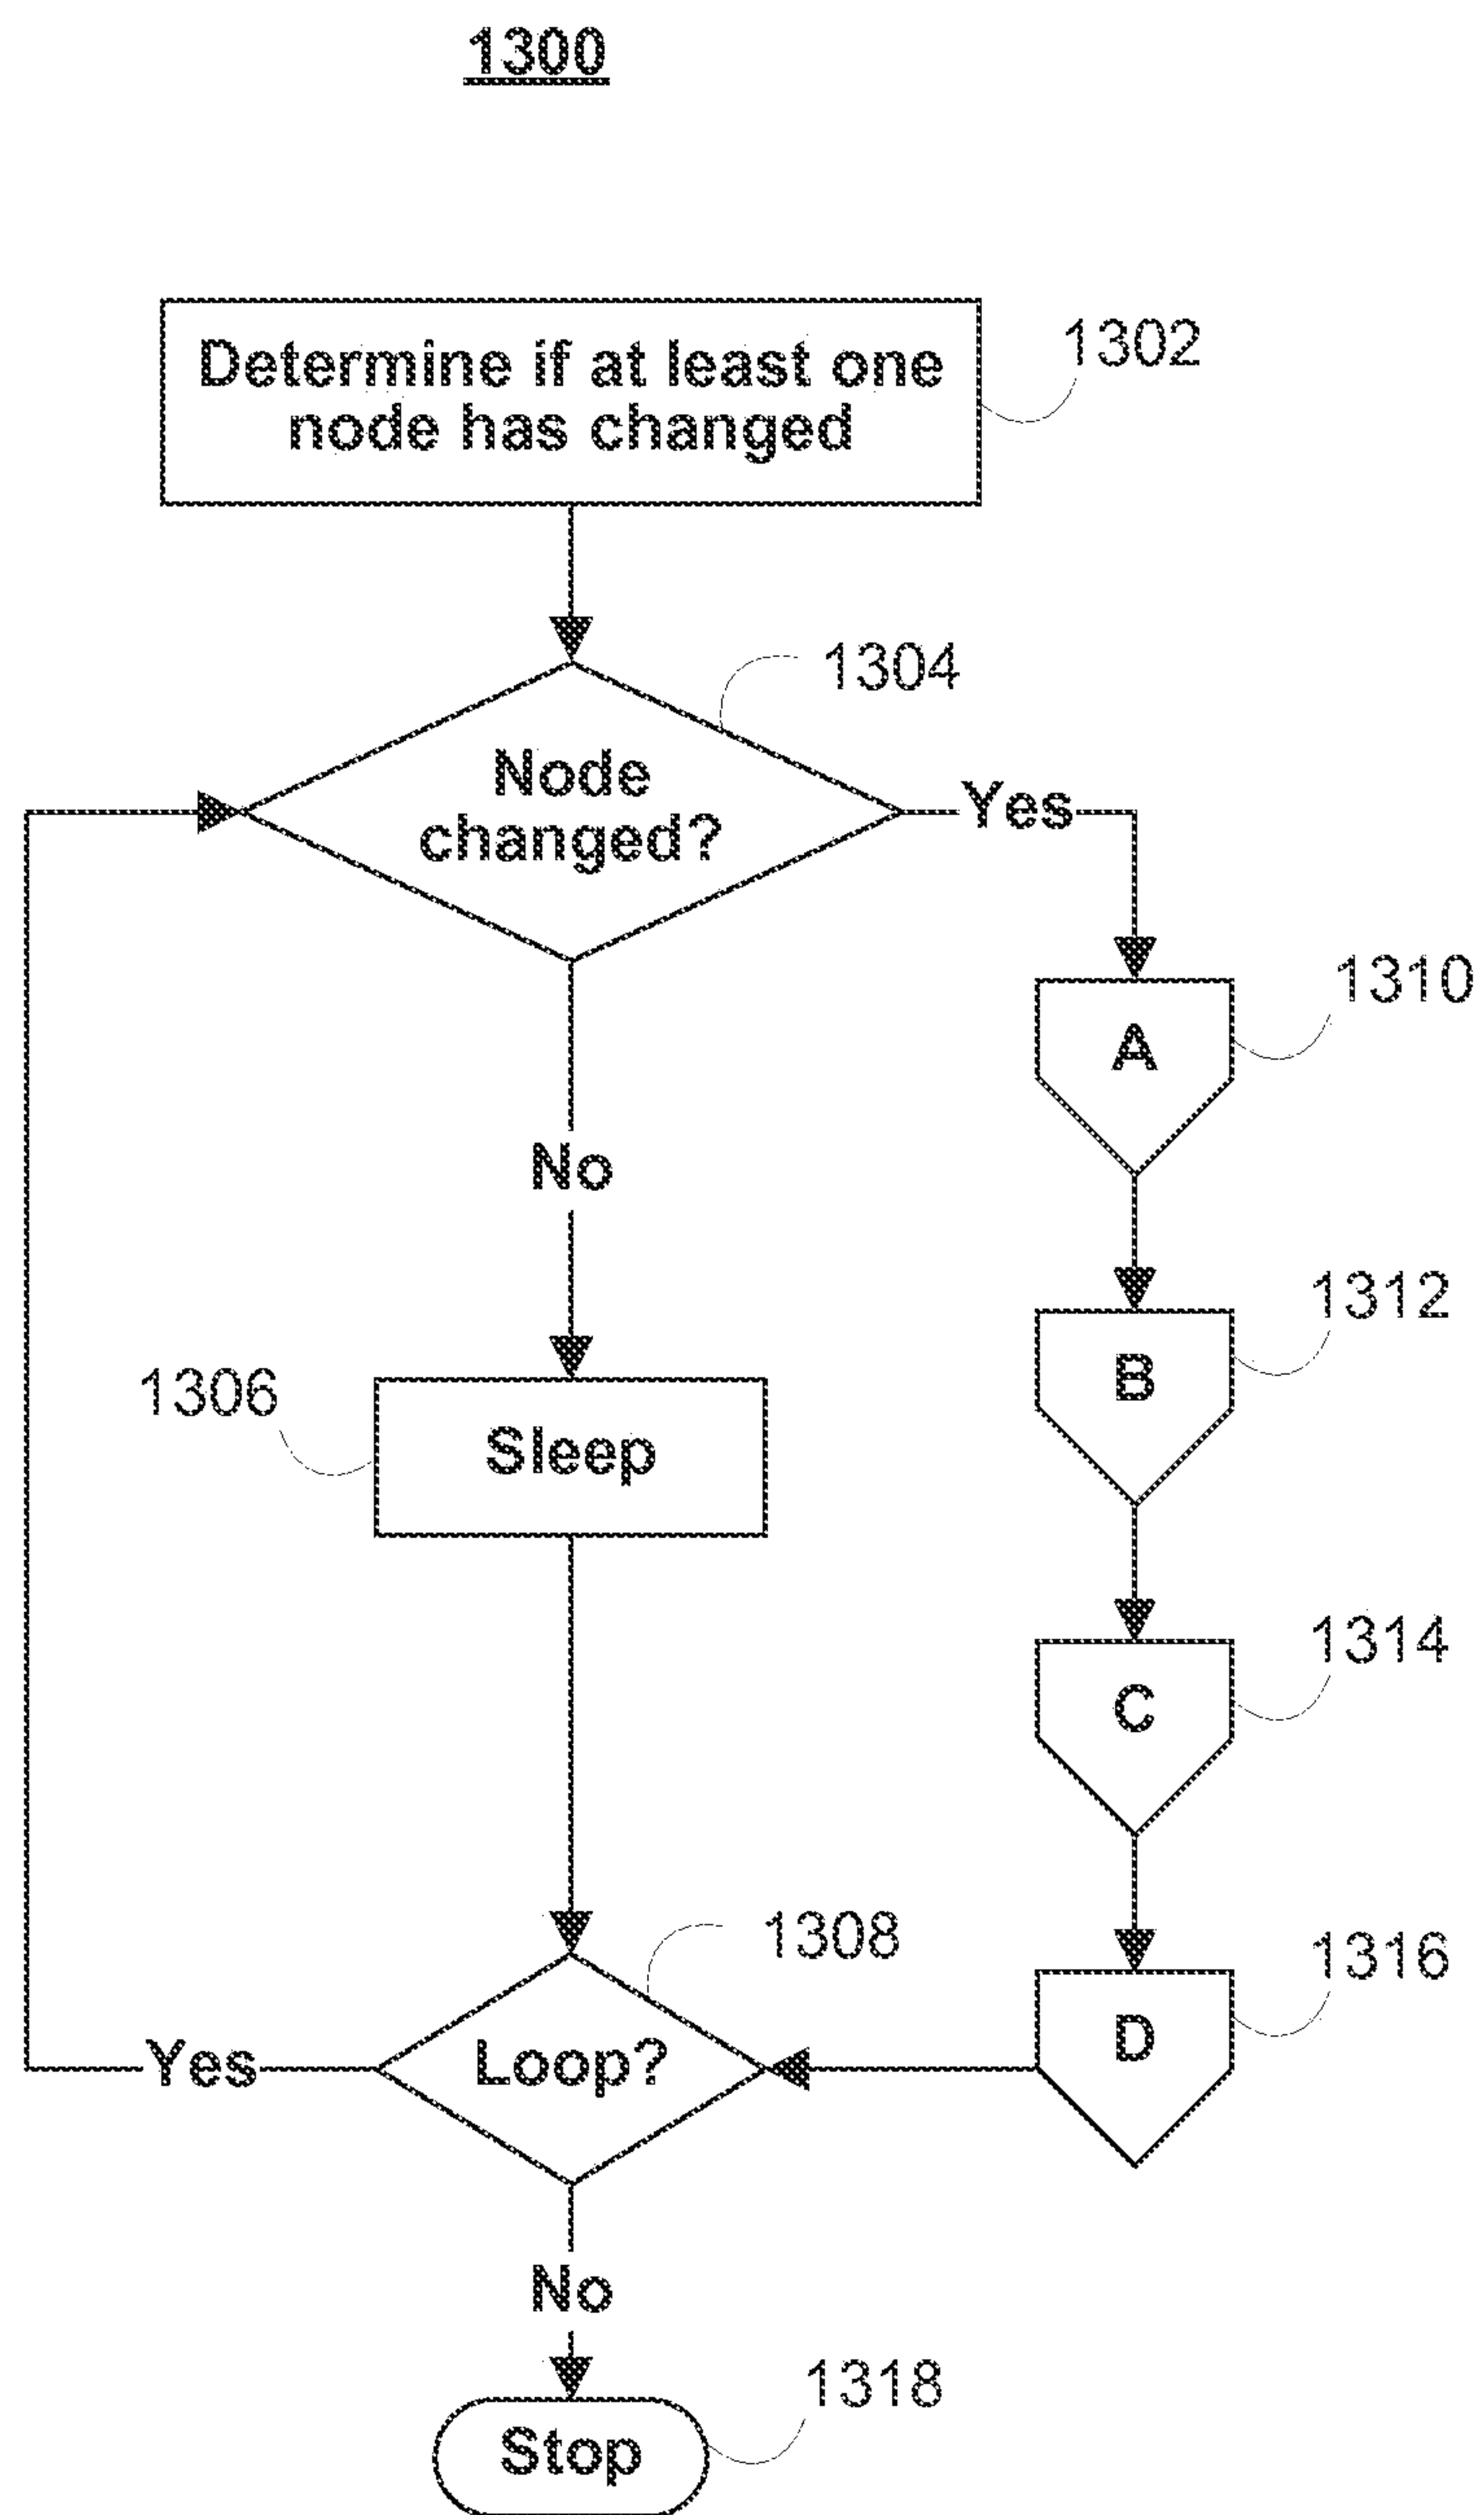 1300
Determine if at least one
node has changed
1302
1304
Node
changed?
Yes
1310
A
No
1312
B
1306
Sleep
1314
C
1308
1316
Yes
Loop?
D
No
1318
Stop